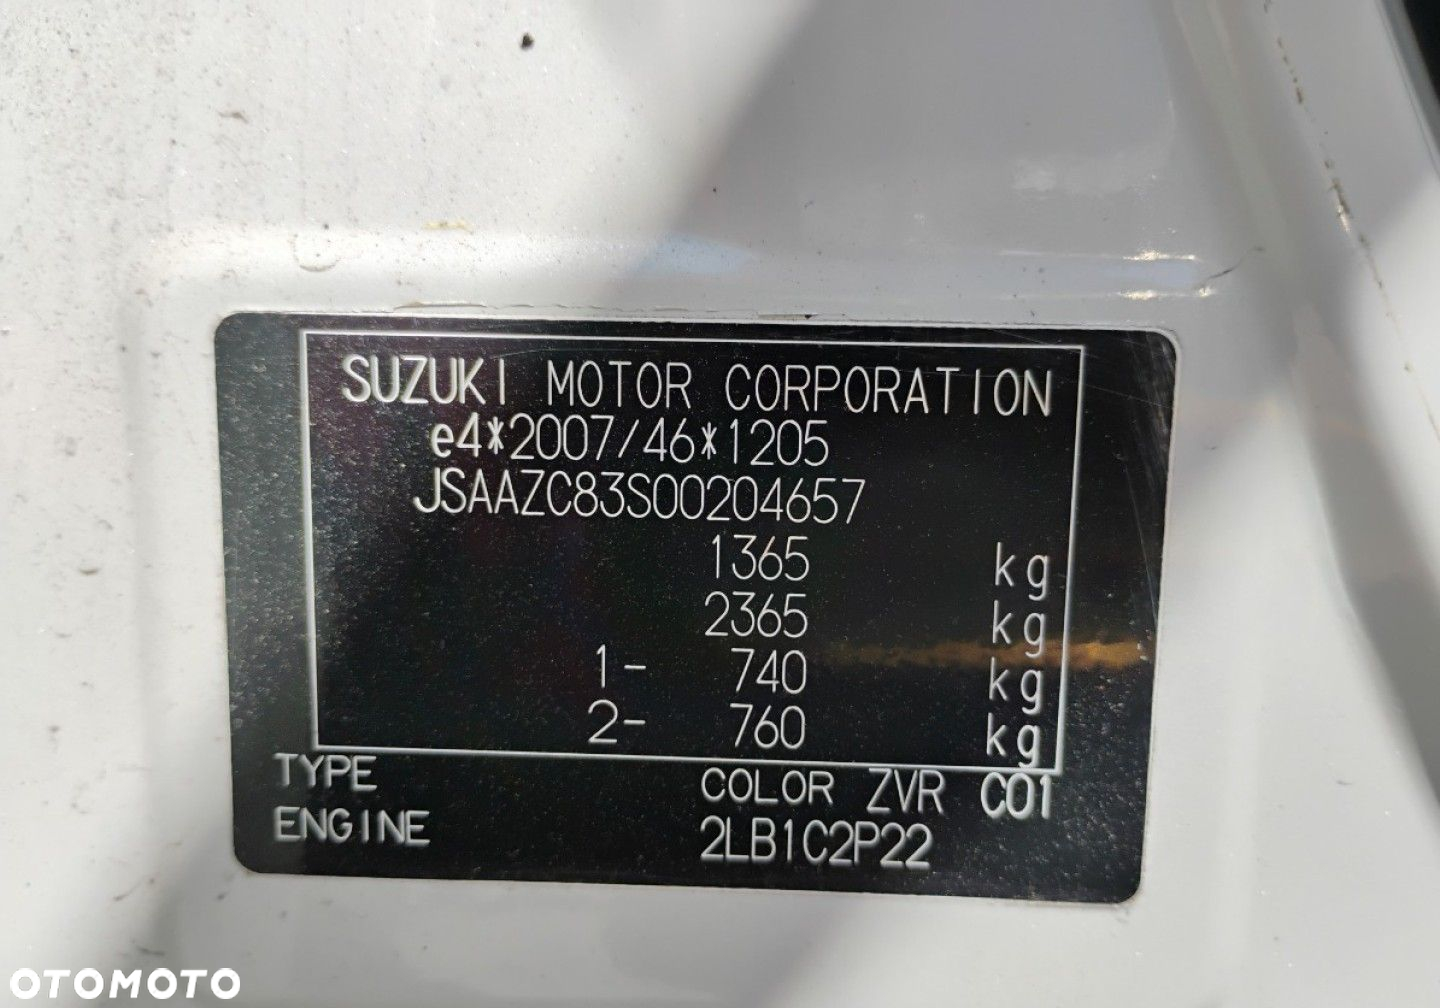 SUZUKI MOTOR CORPORATION
e4*2007/46*1205
JSAAZC83S00204657
1365 kg
2365 kg
1- 740 kg
2- 760 kg
TYPE COLOR ZVR C01
ENGINE 2LB1C2P22
OTOMOTO